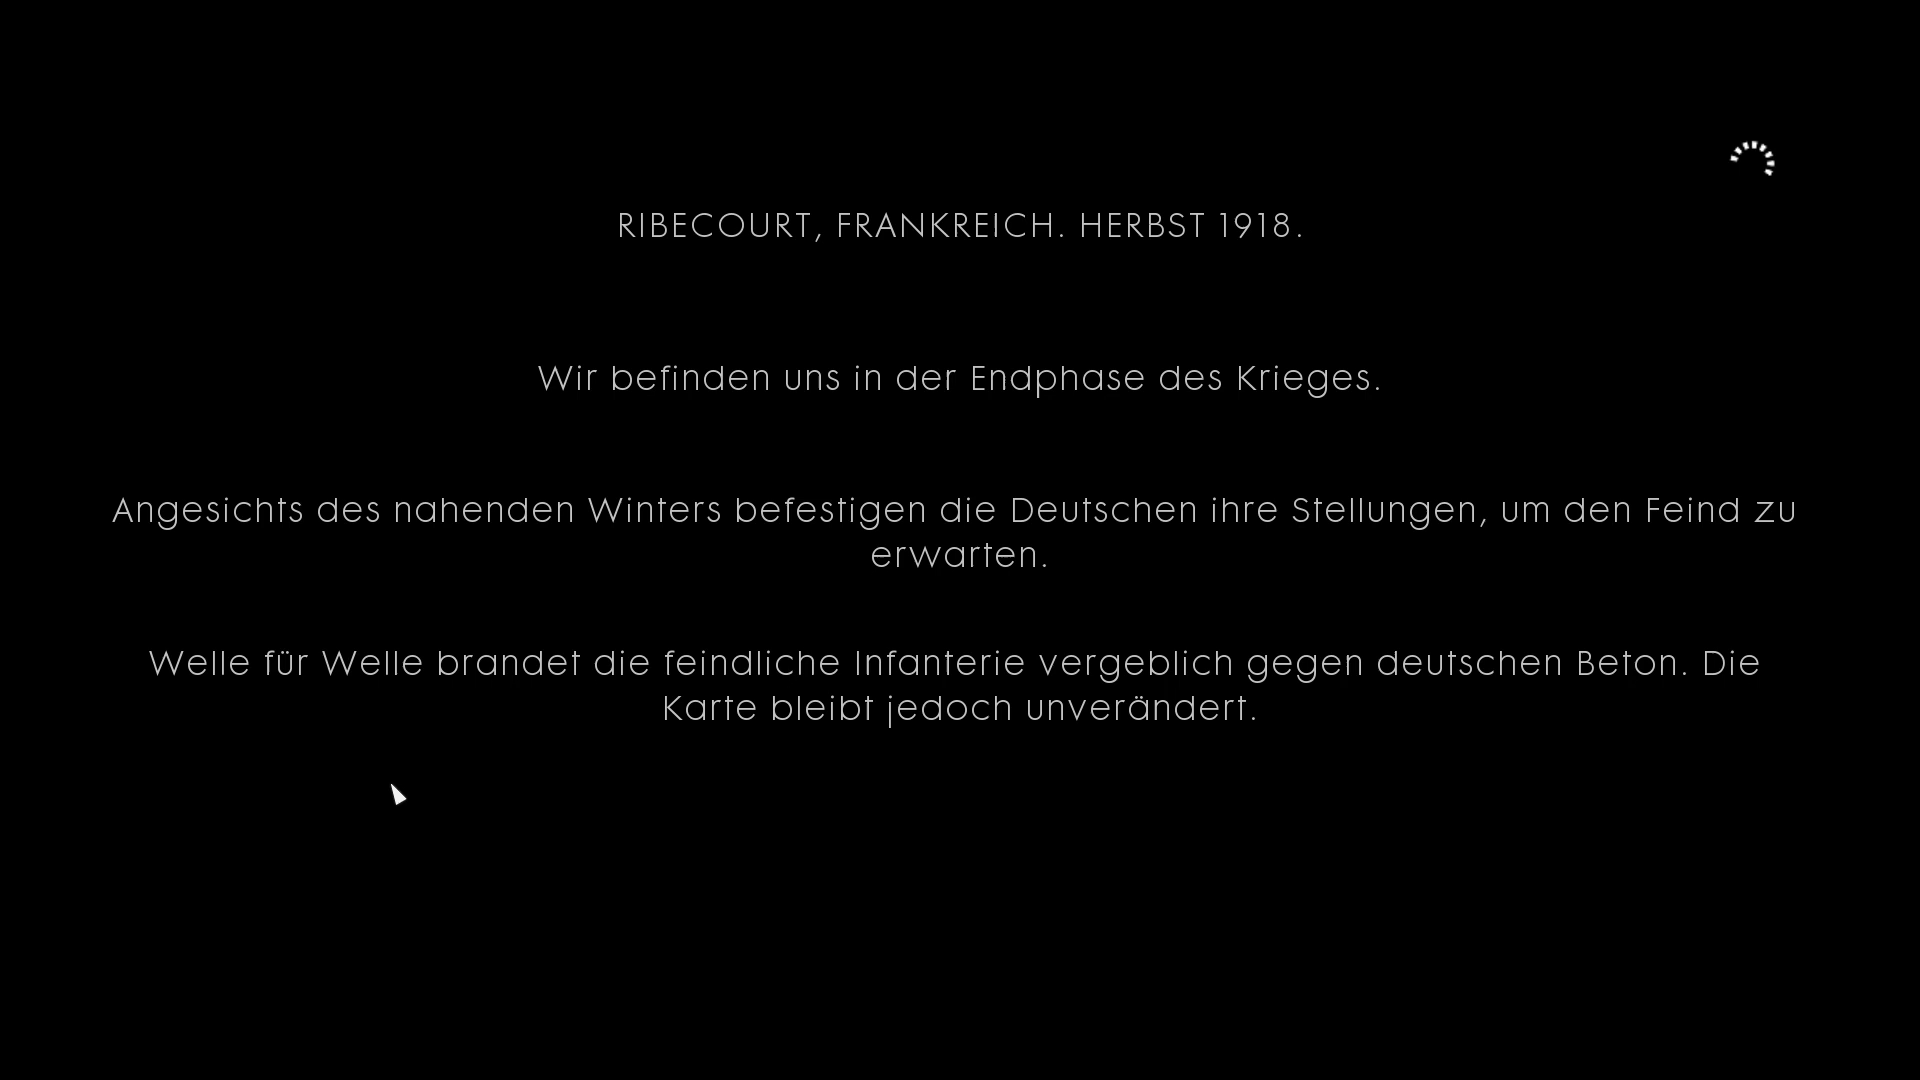 RIBECOURT, FRANKREICH. HERBST 1918.
Wir befinden uns in der Endphase des Krieges.
Angesichts des nahenden Winters befestigen die Deutschen ihre Stellungen, um den Feind zu
erwarten.
Welle für Welle brandet die feindliche Infanterie vergeblich gegen deutschen Beton. Die
Karte bleibt jedoch unverändert.